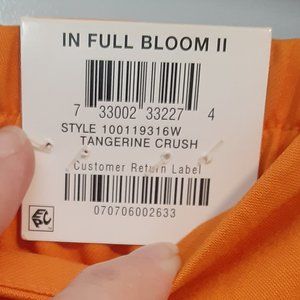 IN FULL BLOOM II
7 33002 33227 4
STYLE 100119316W
TANGERINE CRUSH
Customer Return Label
070706002633